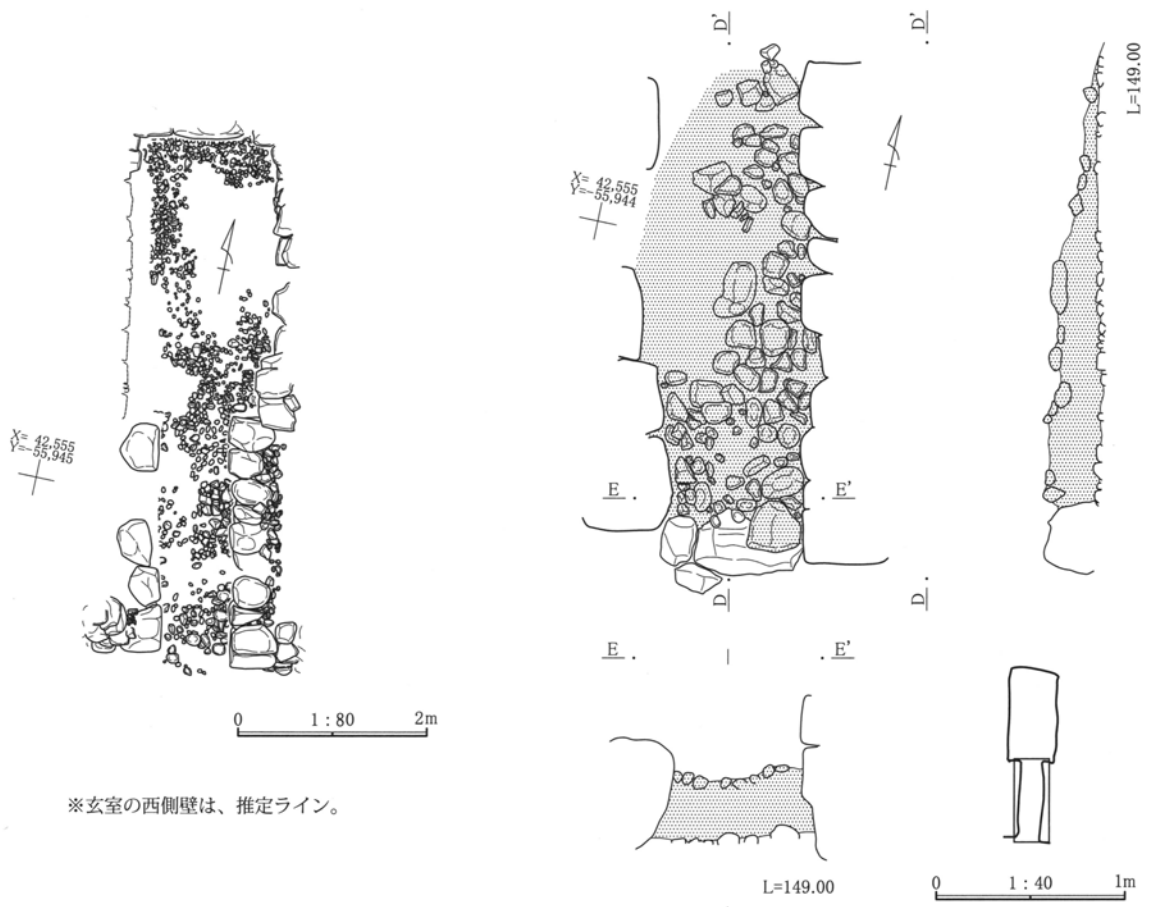 X= 42,555
Y=-55,945
0 1:80 2m
※玄室の西側壁は、推定ライン。
D'
D'
L=149.00
X= 42,555
Y=-55,944
E
E'
D
D
E
E'
L=149.00
0 1:40 1m